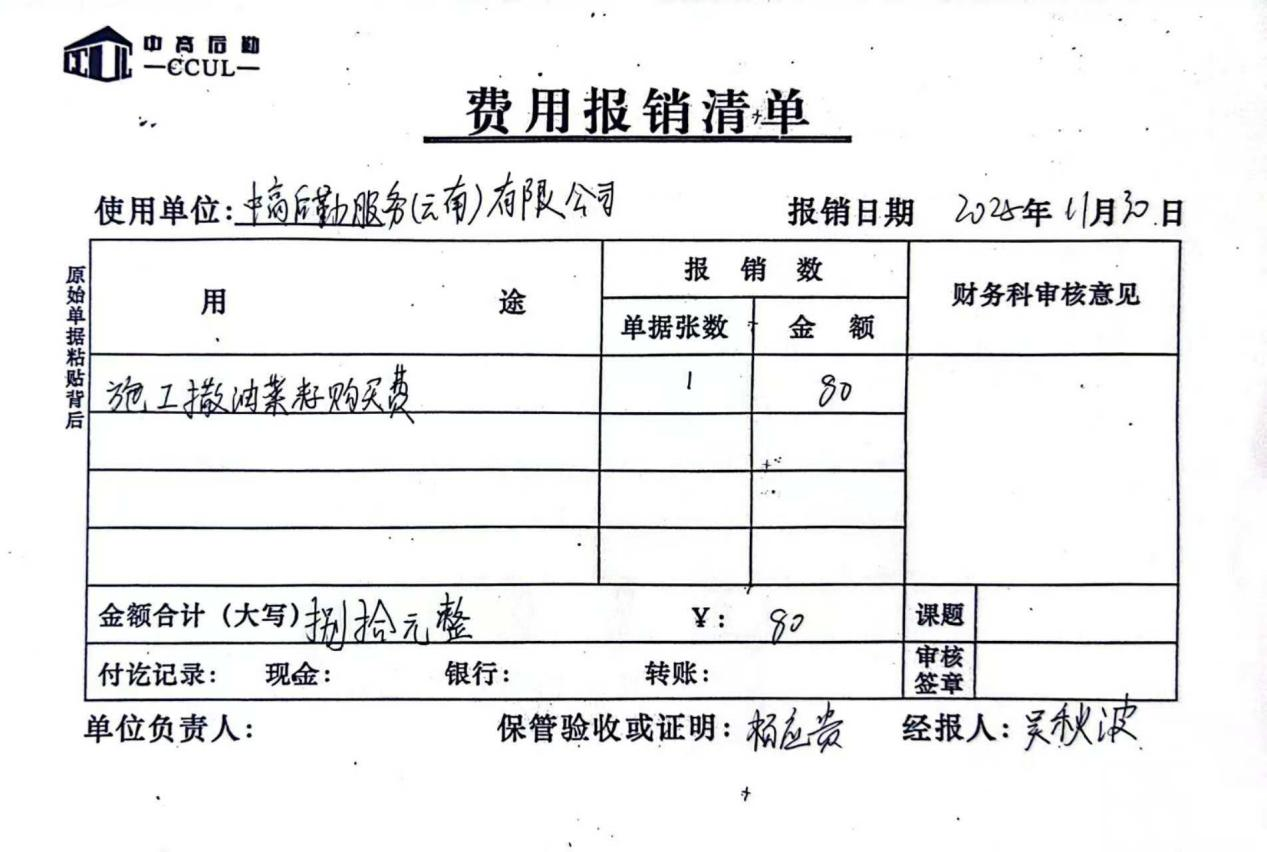 中高后勤
CCUL
费用报销清单
使用单位：中高后勤服务(云南)有限公司 报销日期 2025年11月30日
原始单据粘贴背后
用途 报销数 财务科审核意见
单据张数 金额
施工撒油菜籽购买费 1 80
金额合计（大写）捌拾元整 ¥： 80 课题
付讫记录： 现金： 银行： 转账： 审核签章
单位负责人： 保管验收或证明：杨应贵 经报人：吴秋波